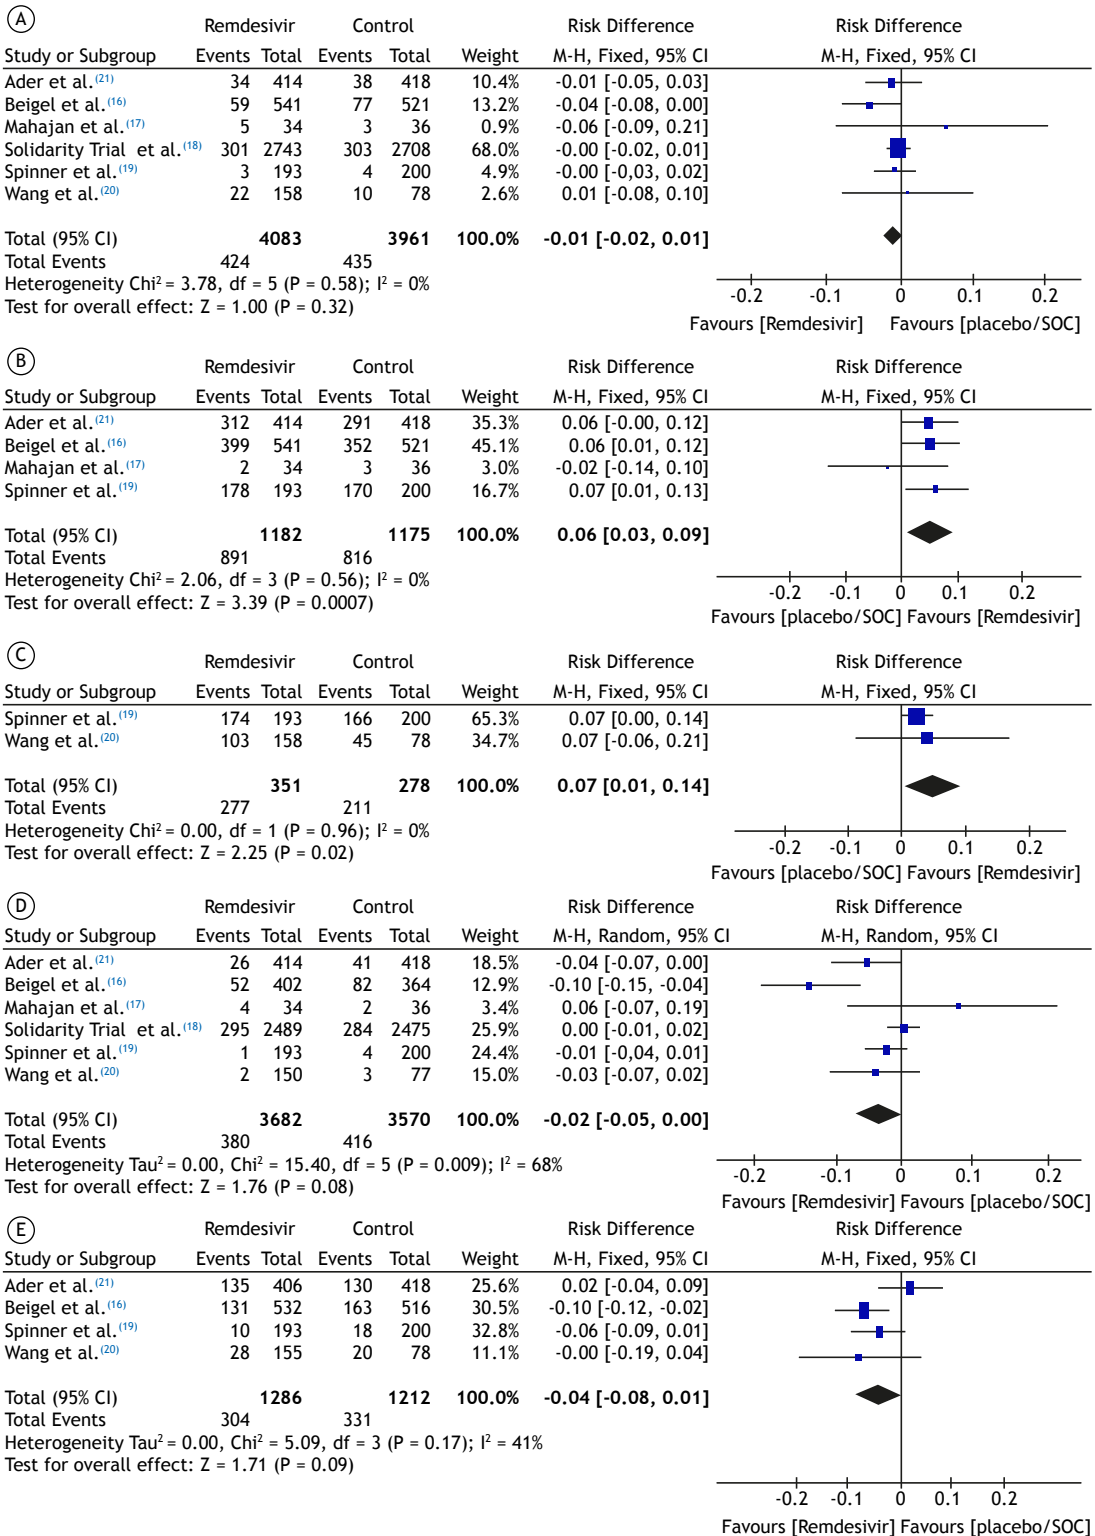 A
Remdesivir Control Risk Difference Risk Difference
Study or Subgroup Events Total Events Total Weight M-H, Fixed, 95% CI M-H, Fixed, 95% CI
Ader et al.(21) 34 414 38 418 10.4% -0.01 [-0.05, 0.03]
Beigel et al.(16) 59 541 77 521 13.2% -0.04 [-0.08, 0.00]
Mahajan et al.(17) 5 34 3 36 0.9% -0.06 [-0.09, 0.21]
Solidarity Trial et al.(18) 301 2743 303 2708 68.0% -0.00 [-0.02, 0.01]
Spinner et al.(19) 3 193 4 200 4.9% -0.00 [-0,03, 0.02]
Wang et al.(20) 22 158 10 78 2.6% 0.01 [-0.08, 0.10]
Total (95% CI) 4083 3961 100.0% -0.01 [-0.02, 0.01]
Total Events 424 435
Heterogeneity Chi² = 3.78, df = 5 (P = 0.58); I² = 0%
Test for overall effect: Z = 1.00 (P = 0.32)
-0.2 -0.1 0 0.1 0.2
Favours [Remdesivir] Favours [placebo/SOC]
B
Remdesivir Control Risk Difference Risk Difference
Study or Subgroup Events Total Events Total Weight M-H, Fixed, 95% CI M-H, Fixed, 95% CI
Ader et al.(21) 312 414 291 418 35.3% 0.06 [-0.00, 0.12]
Beigel et al.(16) 399 541 352 521 45.1% 0.06 [0.01, 0.12]
Mahajan et al.(17) 2 34 3 36 3.0% -0.02 [-0.14, 0.10]
Spinner et al.(19) 178 193 170 200 16.7% 0.07 [0.01, 0.13]
Total (95% CI) 1182 1175 100.0% 0.06 [0.03, 0.09]
Total Events 891 816
Heterogeneity Chi² = 2.06, df = 3 (P = 0.56); I² = 0%
Test for overall effect: Z = 3.39 (P = 0.0007)
-0.2 -0.1 0 0.1 0.2
Favours [placebo/SOC] Favours [Remdesivir]
C
Remdesivir Control Risk Difference Risk Difference
Study or Subgroup Events Total Events Total Weight M-H, Fixed, 95% CI M-H, Fixed, 95% CI
Spinner et al.(19) 174 193 166 200 65.3% 0.07 [0.00, 0.14]
Wang et al.(20) 103 158 45 78 34.7% 0.07 [-0.06, 0.21]
Total (95% CI) 351 278 100.0% 0.07 [0.01, 0.14]
Total Events 277 211
Heterogeneity Chi² = 0.00, df = 1 (P = 0.96); I² = 0%
Test for overall effect: Z = 2.25 (P = 0.02)
-0.2 -0.1 0 0.1 0.2
Favours [placebo/SOC] Favours [Remdesivir]
D
Remdesivir Control Risk Difference Risk Difference
Study or Subgroup Events Total Events Total Weight M-H, Random, 95% CI M-H, Random, 95% CI
Ader et al.(21) 26 414 41 418 18.5% -0.04 [-0.07, 0.00]
Beigel et al.(16) 52 402 82 364 12.9% -0.10 [-0.15, -0.04]
Mahajan et al.(17) 4 34 2 36 3.4% 0.06 [-0.07, 0.19]
Solidarity Trial et al.(18) 295 2489 284 2475 25.9% 0.00 [-0.01, 0.02]
Spinner et al.(19) 1 193 4 200 24.4% -0.01 [-0,04, 0.01]
Wang et al.(20) 2 150 3 77 15.0% -0.03 [-0.07, 0.02]
Total (95% CI) 3682 3570 100.0% -0.02 [-0.05, 0.00]
Total Events 380 416
Heterogeneity Tau² = 0.00, Chi² = 15.40, df = 5 (P = 0.009); I² = 68%
Test for overall effect: Z = 1.76 (P = 0.08)
-0.2 -0.1 0 0.1 0.2
Favours [Remdesivir] Favours [placebo/SOC]
E
Remdesivir Control Risk Difference Risk Difference
Study or Subgroup Events Total Events Total Weight M-H, Fixed, 95% CI M-H, Fixed, 95% CI
Ader et al.(21) 135 406 130 418 25.6% 0.02 [-0.04, 0.09]
Beigel et al.(16) 131 532 163 516 30.5% -0.10 [-0.12, -0.02]
Spinner et al.(19) 10 193 18 200 32.8% -0.06 [-0.09, 0.01]
Wang et al.(20) 28 155 20 78 11.1% -0.00 [-0.19, 0.04]
Total (95% CI) 1286 1212 100.0% -0.04 [-0.08, 0.01]
Total Events 304 331
Heterogeneity Tau² = 0.00, Chi² = 5.09, df = 3 (P = 0.17); I² = 41%
Test for overall effect: Z = 1.71 (P = 0.09)
-0.2 -0.1 0 0.1 0.2
Favours [Remdesivir] Favours [placebo/SOC]